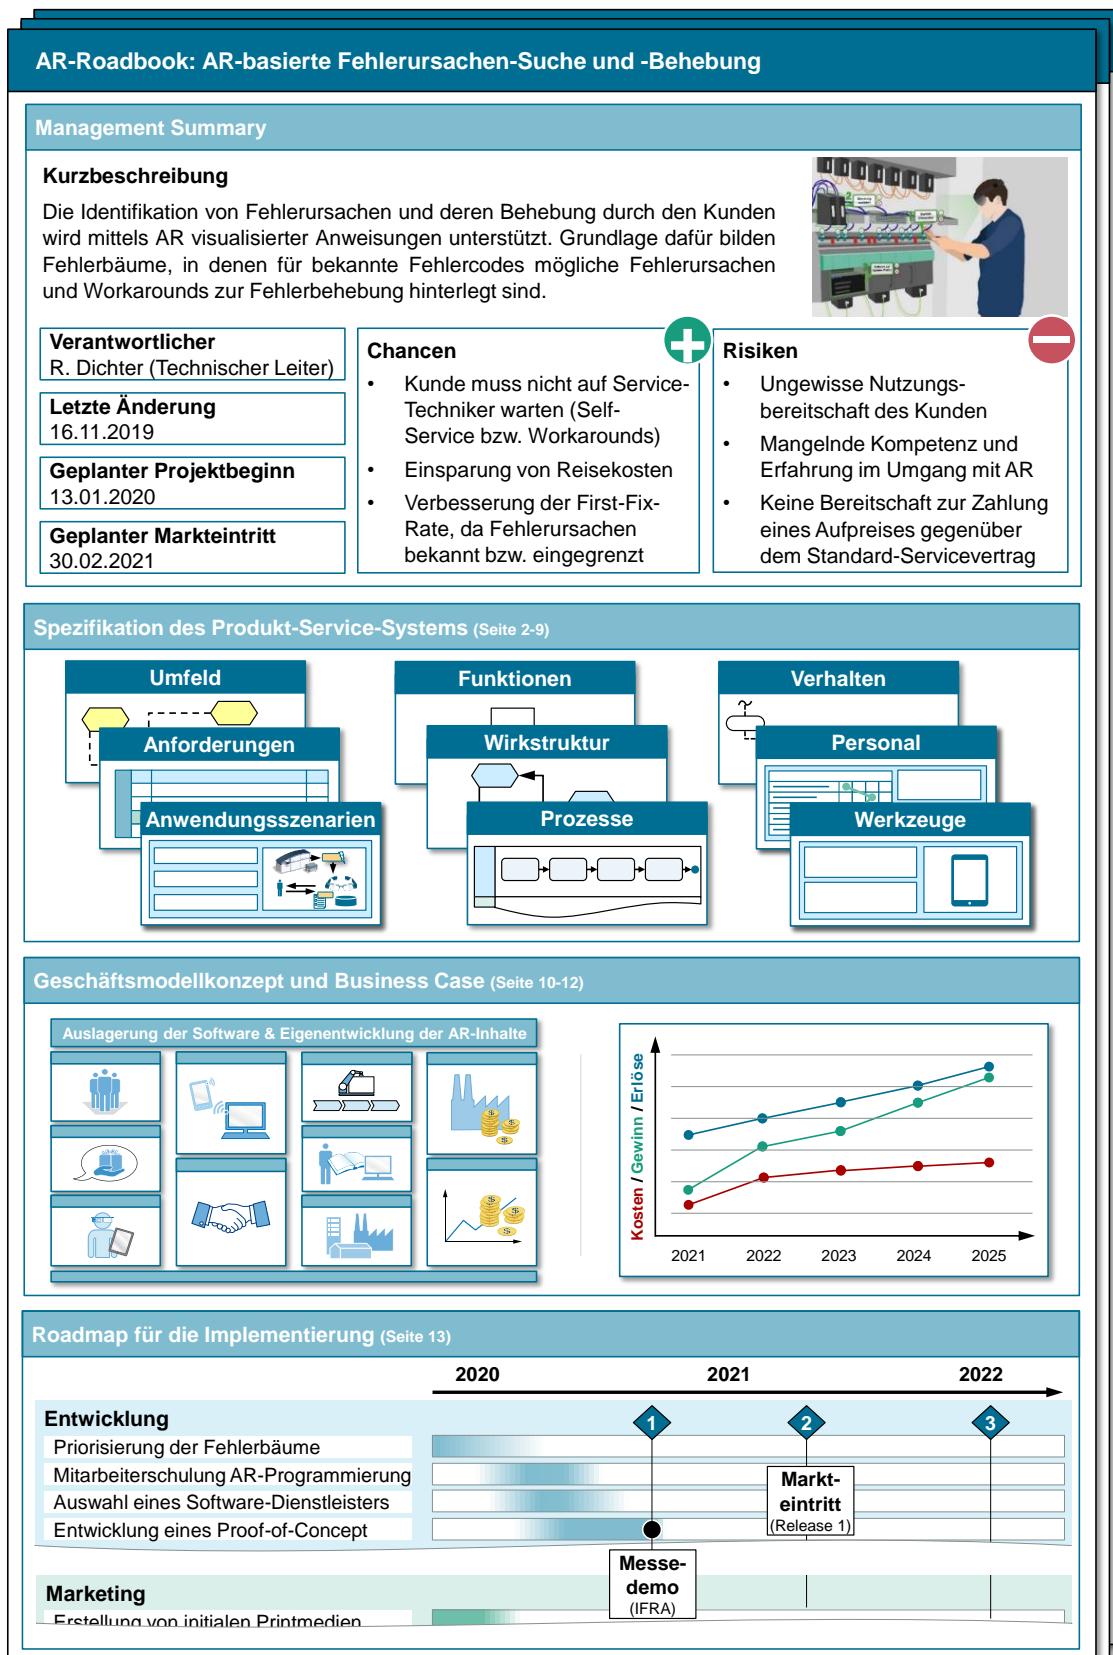 AR-Roadbook: AR-basierte Fehlerursachen-Suche und -Behebung
Management Summary
Kurzbeschreibung
Die Identifikation von Fehlerursachen und deren Behebung durch den Kunden
wird mittels AR visualisierter Anweisungen unterstützt. Grundlage dafür bilden
Fehlerbäume, in denen für bekannte Fehlercodes mögliche Fehlerursachen
und Workarounds zur Fehlerbehebung hinterlegt sind.
Verantwortlicher
R. Dichter (Technischer Leiter)
Letzte Änderung
16.11.2019
Geplanter Projektbeginn
13.01.2020
Geplanter Markteintritt
30.02.2021
Chancen
• Kunde muss nicht auf Service-
Techniker warten (Self-
Service bzw. Workarounds)
• Einsparung von Reisekosten
• Verbesserung der First-Fix-
Rate, da Fehlerursachen
bekannt bzw. eingegrenzt
Risiken
• Ungewisse Nutzungs-
bereitschaft des Kunden
• Mangelnde Kompetenz und
Erfahrung im Umgang mit AR
• Keine Bereitschaft zur Zahlung
eines Aufpreises gegenüber
dem Standard-Servicevertrag
Spezifikation des Produkt-Service-Systems (Seite 2-9)
Umfeld
Anforderungen
Anwendungsszenarien
Funktionen
Wirkstruktur
Prozesse
Verhalten
Personal
Werkzeuge
Geschäftsmodellkonzept und Business Case (Seite 10-12)
Auslagerung der Software & Eigenentwicklung der AR-Inhalte
Kosten / Gewinn / Erlöse
2021 2022 2023 2024 2025
Roadmap für die Implementierung (Seite 13)
2020 2021 2022
Entwicklung
1 2 3
Priorisierung der Fehlerbäume
Mitarbeiterschulung AR-Programmierung
Auswahl eines Software-Dienstleisters
Entwicklung eines Proof-of-Concept
Markt-
eintritt
(Release 1)
Messe-
demo
(IFRA)
Marketing
Erstellung von initialen Printmedien